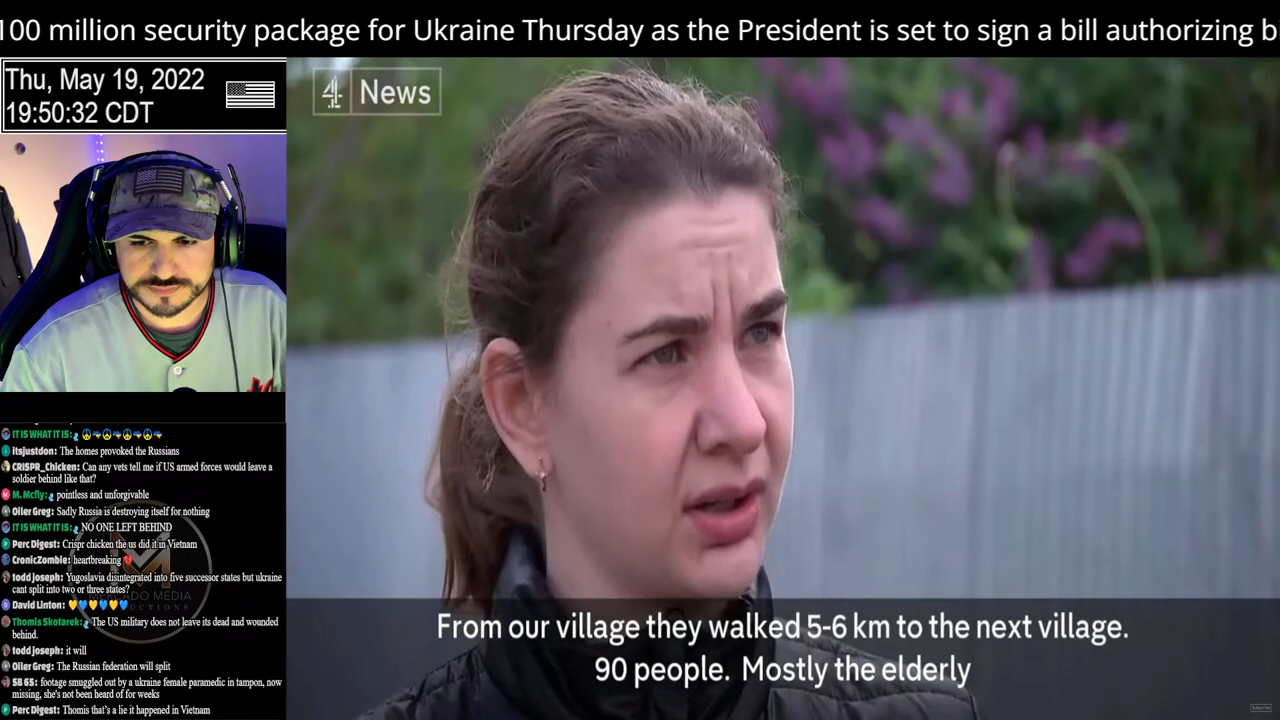 100 million security package for Ukraine Thursday as the President is set to sign a bill authorizing b
Thu, May 19, 2022
19:50:32 CDT
4 News
IT IS WHAT IT IS:
Itsjustdon: The homes provoked the Russians
CRISPR_Chicken: Can any vets tell me if US armed forces would leave a
soldier behind like that?
M. Mcfly: pointless and unforgivable
Oller Greg: Sadly Russia is destroying itself for nothing
IT IS WHAT IT IS: NO ONE LEFT BEHIND
Perc Digest: Crispr chicken the us did it in Vietnam
CronicZombie: heartbreaking 💔
todd Joseph: Yugoslavia disintegrated into five successor states but ukraine
cant split into two or three states?
David Linton: 💛💙💛💙💛💙
Thomis Skotarek: The US military does not leave its dead and wounded
behind.
todd Joseph: it will
Oller Greg: The Russian federation will split
SB 65: footage smuggled out by a ukraine female paramedic in tampon, now
missing, she's not been heard of for weeks
Perc Digest: Thomis that's a lie it happened in Vietnam
From our village they walked 5-6 km to the next village.
90 people. Mostly the elderly